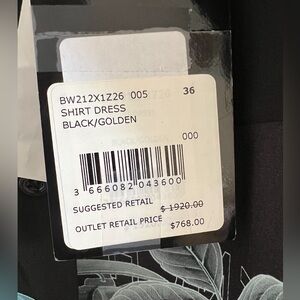 BW212X1Z26 005 36
SHIRT DRESS
BLACK/GOLDEN
000
3 666082 043600
SUGGESTED RETAIL $ 1920.00
OUTLET RETAIL PRICE $768.00